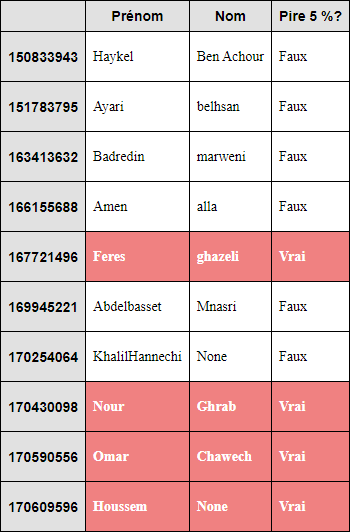 Prénom Nom Pire 5 %?
150833943 Haykel Ben Achour Faux
151783795 Ayari belhsan Faux
163413632 Badredin marweni Faux
166155688 Amen alla Faux
167721496 Feres ghazeli Vrai
169945221 Abdelbasset Mnasri Faux
170254064 KhalilHannechi None Faux
170430098 Nour Ghrab Vrai
170590556 Omar Chawech Vrai
170609596 Houssem None Vrai